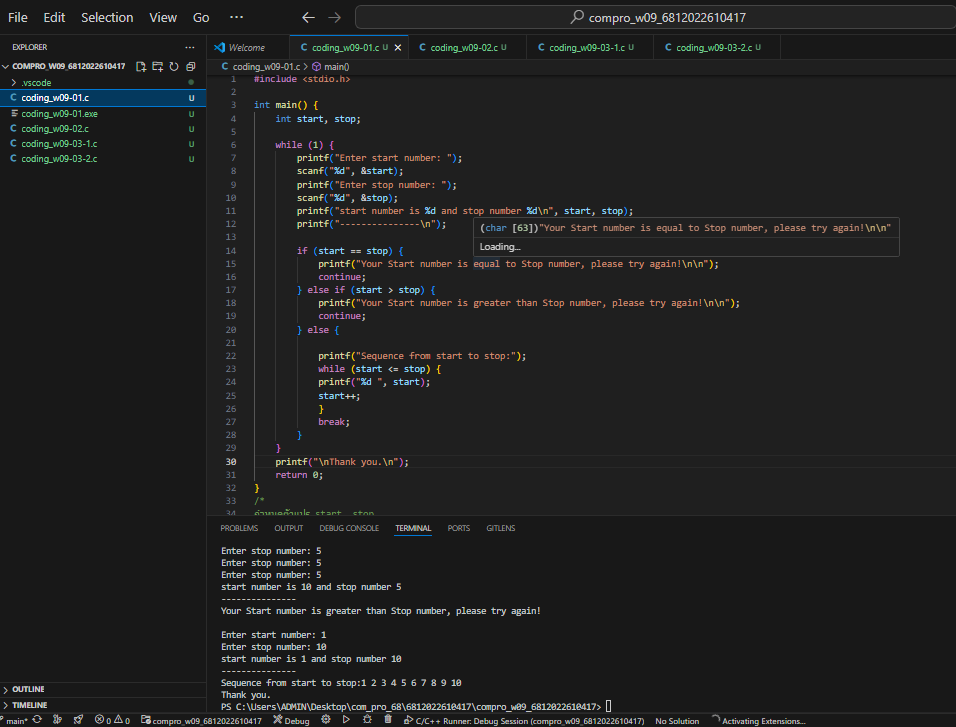 File Edit Selection View Go ··· ← → compro_w09_6812022610417
EXPLORER ···
COMPRO_W09_6812022610417
.vscode
C coding_w09-01.c U
coding_w09-01.exe U
C coding_w09-02.c U
C coding_w09-03-1.c U
C coding_w09-03-2.c U
OUTLINE
TIMELINE
Welcome C coding_w09-01.c U × C coding_w09-02.c U C coding_w09-03-1.c U C coding_w09-03-2.c U
C coding_w09-01.c > main()
1 #include <stdio.h>
2
3 int main() {
4 int start, stop;
5
6 while (1) {
7 printf("Enter start number: ");
8 scanf("%d", &start);
9 printf("Enter stop number: ");
10 scanf("%d", &stop);
11 printf("start number is %d and stop number %d\n", start, stop);
12 printf("---------------\n");
(char [63])"Your Start number is equal to Stop number, please try again!\n\n"
Loading...
13
14 if (start == stop) {
15 printf("Your Start number is equal to Stop number, please try again!\n\n");
16 continue;
17 } else if (start > stop) {
18 printf("Your Start number is greater than Stop number, please try again!\n\n");
19 continue;
20 } else {
21
22 printf("Sequence from start to stop:");
23 while (start <= stop) {
24 printf("%d ", start);
25 start++;
26 }
27 break;
28 }
29 }
30 printf("\nThank you.\n");
31 return 0;
32 }
33 /*
34 กำหนดตัวแปร start, stop
PROBLEMS OUTPUT DEBUG CONSOLE TERMINAL PORTS GITLENS
Enter stop number: 5
Enter stop number: 5
Enter stop number: 5
start number is 10 and stop number 5
---------------
Your Start number is greater than Stop number, please try again!
Enter start number: 1
Enter stop number: 10
start number is 1 and stop number 10
---------------
Sequence from start to stop:1 2 3 4 5 6 7 8 9 10
Thank you.
PS C:\Users\ADMIN\Desktop\com_pro_68\6812022610417\compro_w09_6812022610417>
main* 0 0 compro_w09_6812022610417 Debug C/C++ Runner: Debug Session (compro_w09_6812022610417) No Solution Activating Extensions...